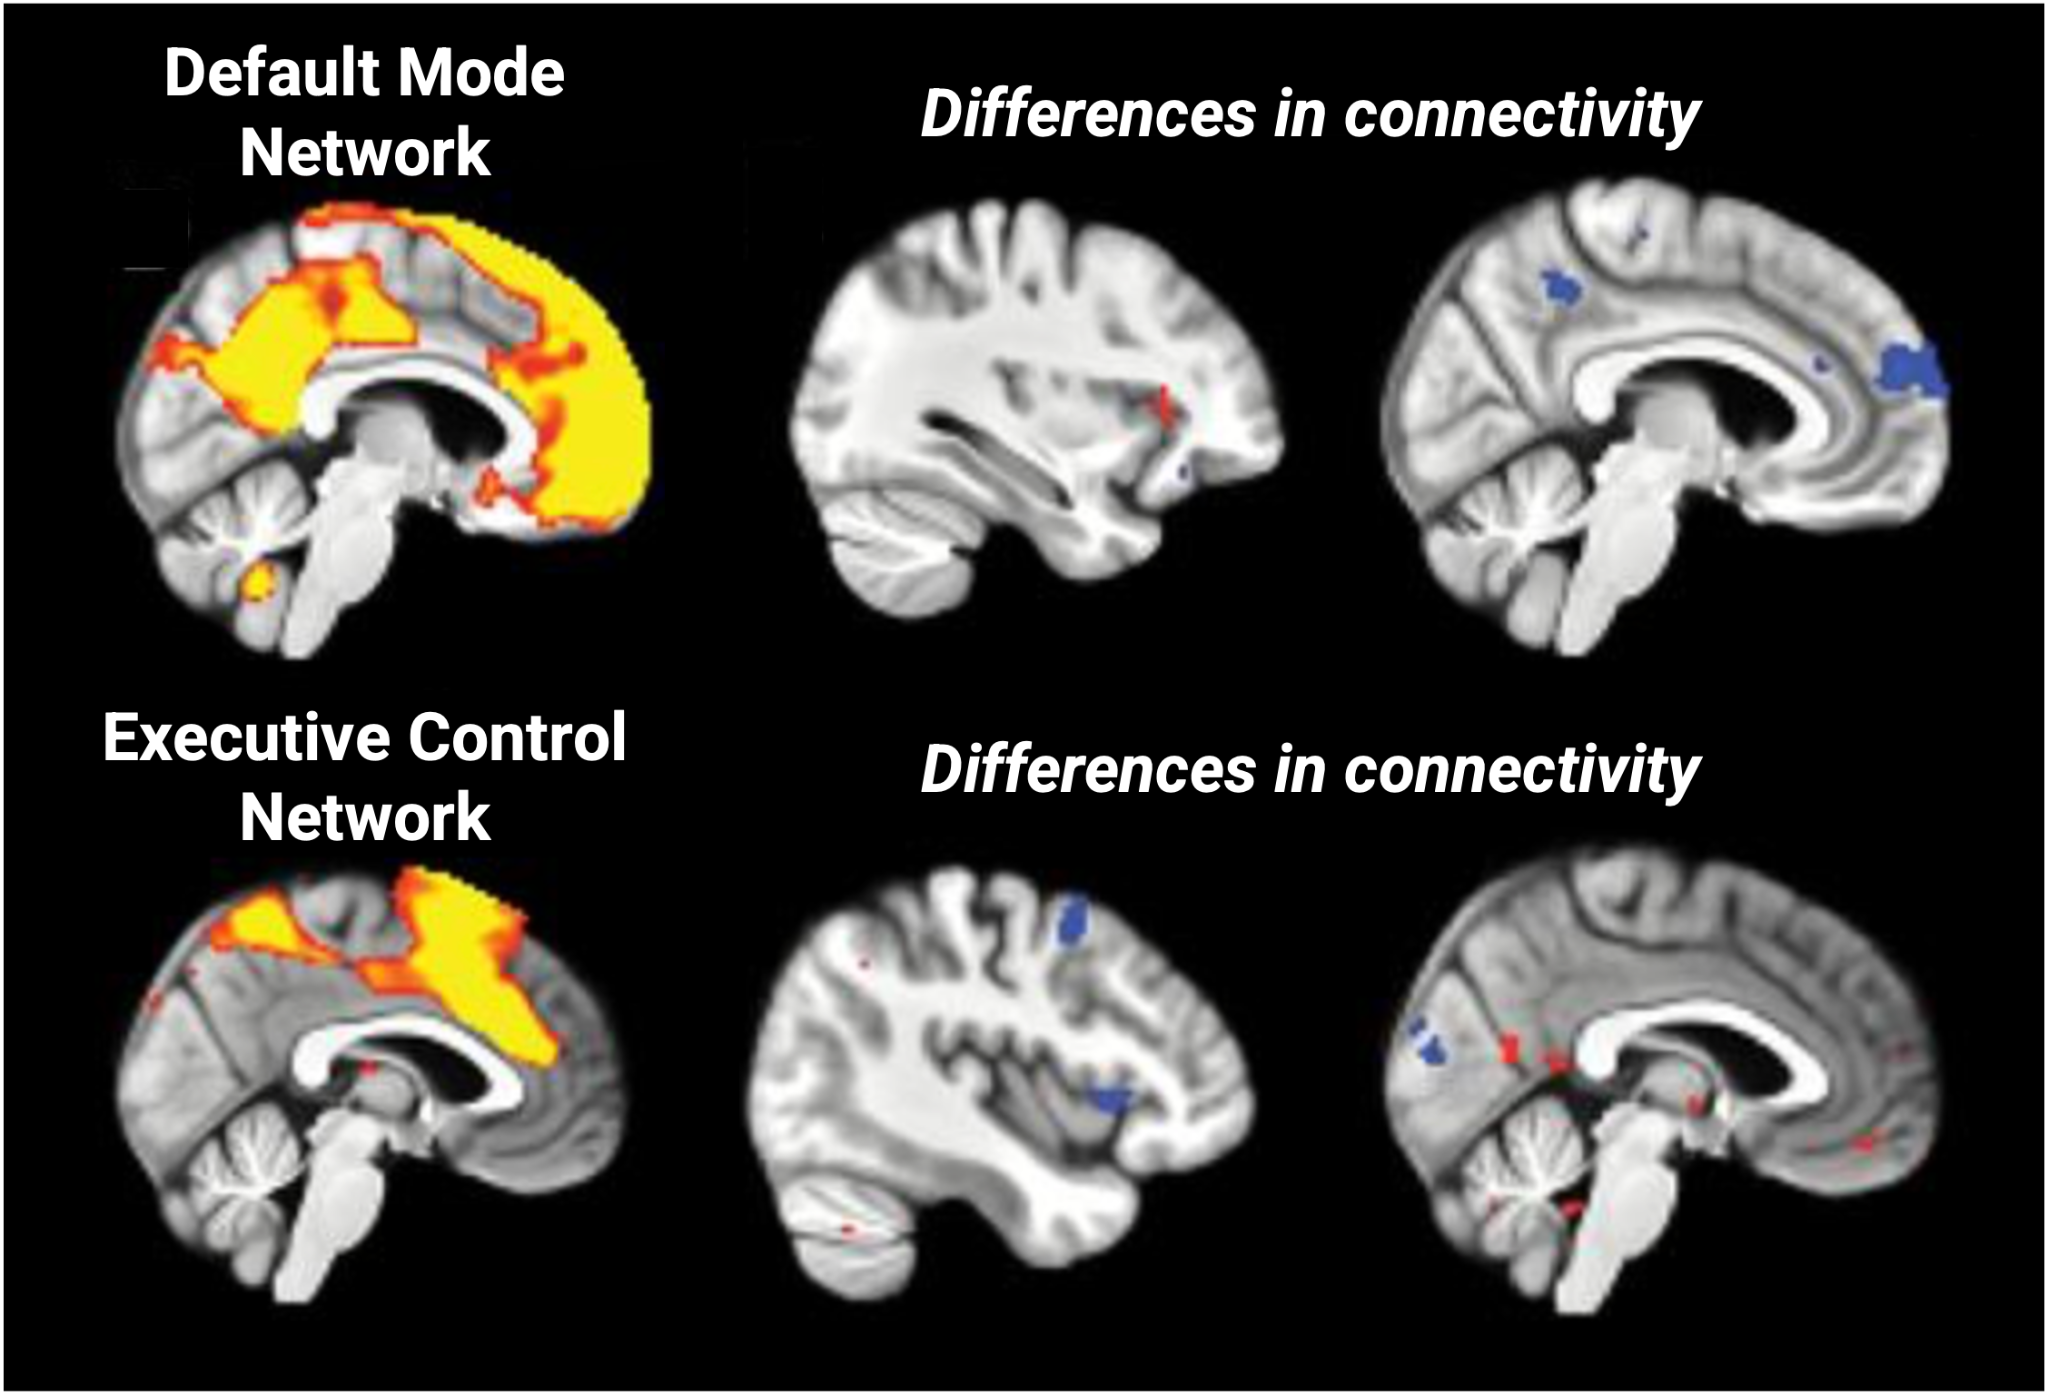 Default Mode
Network
Differences in connectivity
Executive Control
Network
Differences in connectivity